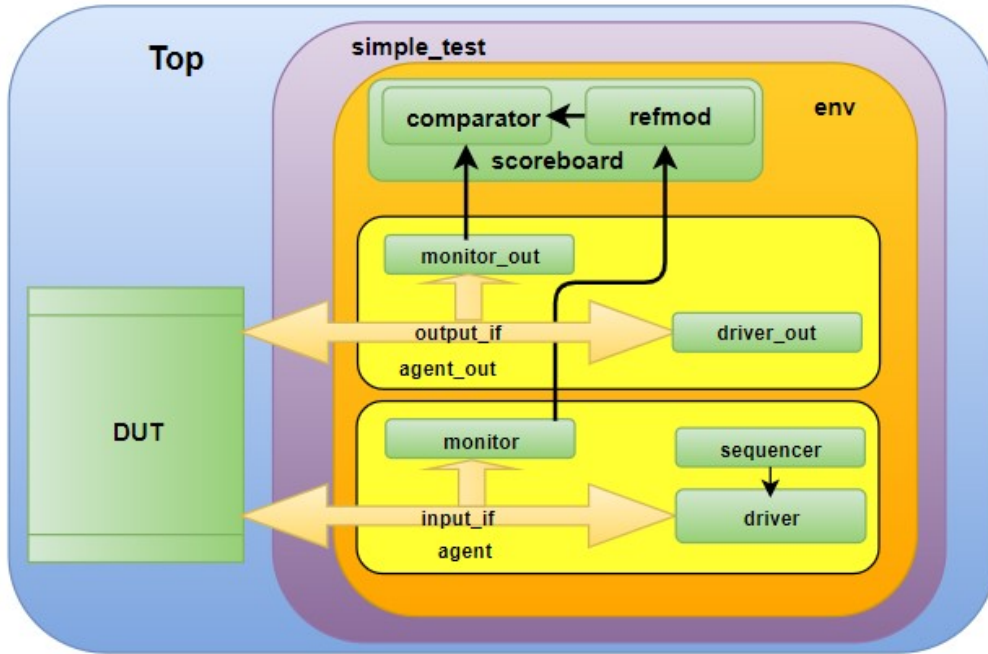 Top
simple_test
env
comparator
refmod
scoreboard
monitor_out
output_if
driver_out
agent_out
DUT
monitor
sequencer
input_if
driver
agent